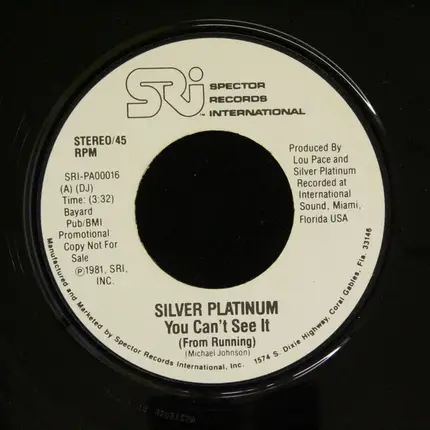 SRI
SPECTOR
RECORDS
™ INTERNATIONAL
STEREO/45
RPM
SRI-PA00016
(A) (DJ)
Time: (3:32)
Bayard
Pub/BMI
Promotional
Copy Not For
Sale
℗1981, SRI,
INC.
Produced By
Lou Pace and
Silver Platinum
Recorded at
International
Sound, Miami,
Florida USA
SILVER PLATINUM
You Can't See It
(From Running)
(Michael Johnson)
Manufactured and Marketed by Spector Records International, Inc. 1574 S. Dixie Highway, Coral Gables, Fla. 33146